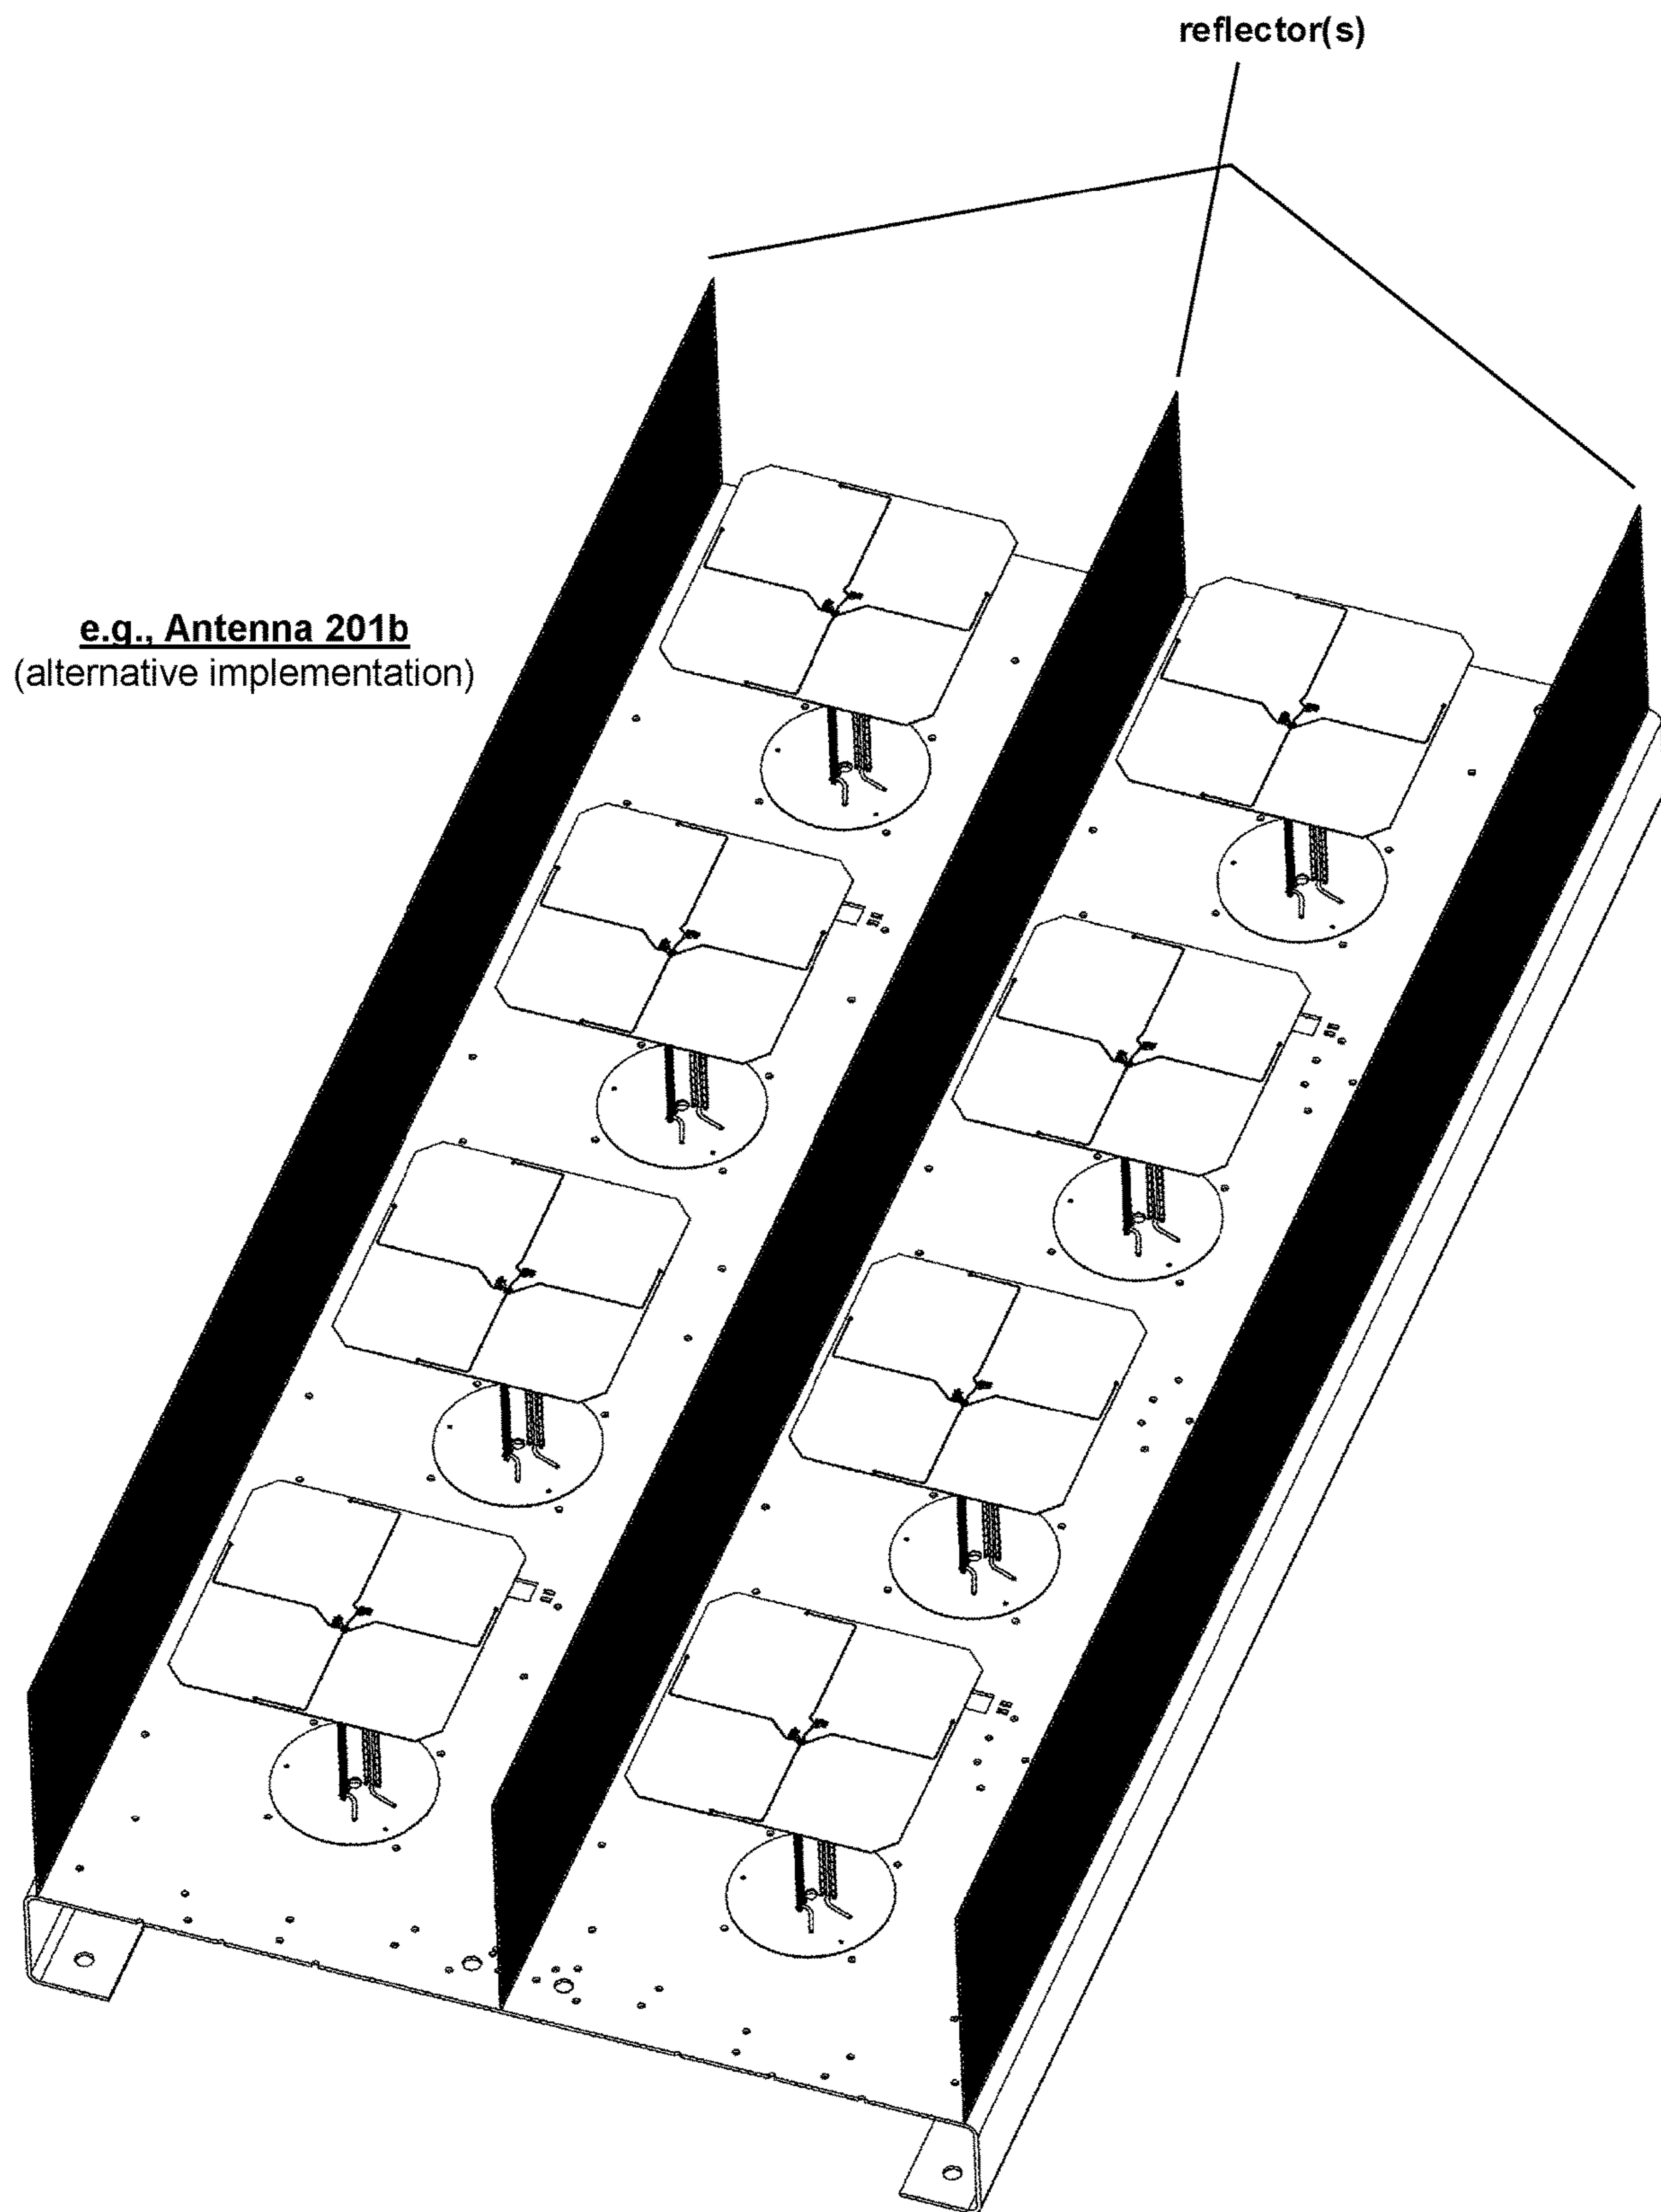 reflector(s)
e.g., Antenna 201b
(alternative implementation)